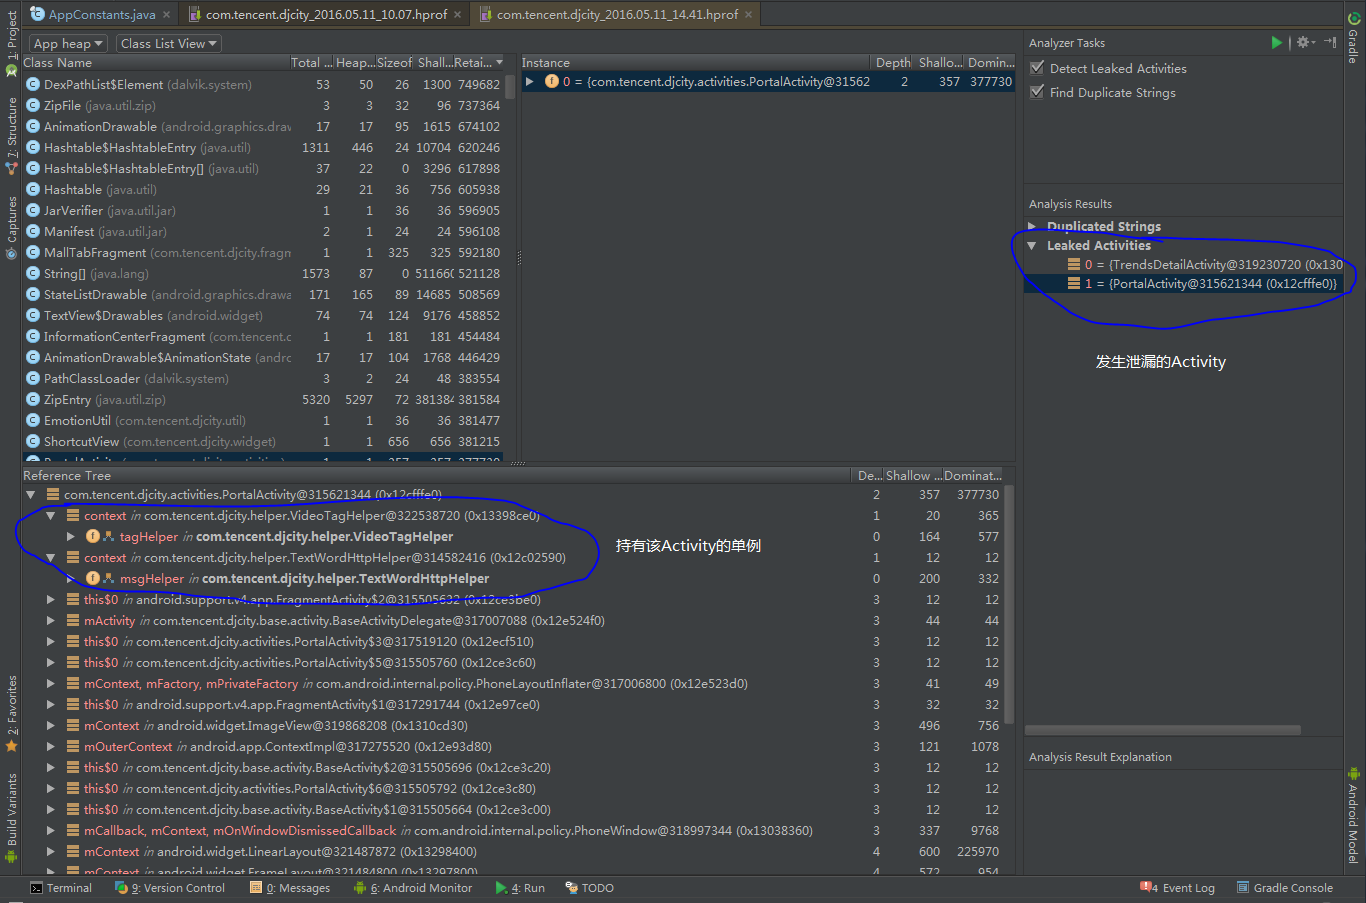 AppConstants.java ×
com.tencent.djcity_2016.05.11_10.07.hprof ×
com.tencent.djcity_2016.05.11_14.41.hprof ×
1: Project
7: Structure
Captures
2: Favorites
Build Variants
Gradle
Android Model
App heap
Class List View
Class Name Total ... Heap... Sizeof Shall... Retai...
DexPathList$Element (dalvik.system) 53 50 26 1300 749682
ZipFile (java.util.zip) 3 3 32 96 737364
AnimationDrawable (android.graphics.drav 17 17 95 1615 674102
Hashtable$HashtableEntry (java.util) 1311 446 24 10704 620246
Hashtable$HashtableEntry[] (java.util) 37 22 0 3296 617898
Hashtable (java.util) 29 21 36 756 605938
JarVerifier (java.util.jar) 1 1 36 36 596905
Manifest (java.util.jar) 2 1 24 24 596108
MallTabFragment (com.tencent.djcity.fragn 1 1 325 325 592180
String[] (java.lang) 1573 87 0 51166( 521128
StateListDrawable (android.graphics.drawa 171 165 89 14685 508569
TextView$Drawables (android.widget) 74 74 124 9176 458852
InformationCenterFragment (com.tencent.c 1 1 181 181 454484
AnimationDrawable$AnimationState (andrc 17 17 104 1768 446429
PathClassLoader (dalvik.system) 3 2 24 48 383554
ZipEntry (java.util.zip) 5320 5297 72 381384 381584
EmotionUtil (com.tencent.djcity.util) 1 1 36 36 381477
ShortcutView (com.tencent.djcity.widget) 1 1 656 656 381215
Instance Depth Shallo... Domin...
0 = {com.tencent.djcity.activities.PortalActivity@31562 2 357 377730
Analyzer Tasks
Detect Leaked Activities
Find Duplicate Strings
Analysis Results
Duplicated Strings
Leaked Activities
0 = {TrendsDetailActivity@319230720 (0x130
1 = {PortalActivity@315621344 (0x12cfffe0)}
发生泄漏的Activity
Analysis Result Explanation
Reference Tree De... Shallow ... Dominat...
com.tencent.djcity.activities.PortalActivity@315621344 (0x12cfffe0) 2 357 377730
context in com.tencent.djcity.helper.VideoTagHelper@322538720 (0x13398ce0) 1 20 365
tagHelper in com.tencent.djcity.helper.VideoTagHelper 0 164 577
持有该Activity的单例
context in com.tencent.djcity.helper.TextWordHttpHelper@314582416 (0x12c02590) 1 12 12
msgHelper in com.tencent.djcity.helper.TextWordHttpHelper 0 200 332
this$0 in android.support.v4.app.FragmentActivity$2@315505632 (0x12ce3be0) 3 12 12
mActivity in com.tencent.djcity.base.activity.BaseActivityDelegate@317007088 (0x12e524f0) 3 44 44
this$0 in com.tencent.djcity.activities.PortalActivity$3@317519120 (0x12ecf510) 3 12 12
this$0 in com.tencent.djcity.activities.PortalActivity$5@315505760 (0x12ce3c60) 3 12 12
mContext, mFactory, mPrivateFactory in com.android.internal.policy.PhoneLayoutInflater@317006800 (0x12e523d0) 3 41 49
this$0 in android.support.v4.app.FragmentActivity$1@317291744 (0x12e97ce0) 3 32 32
mContext in android.widget.ImageView@319868208 (0x1310cd30) 3 496 756
mOuterContext in android.app.ContextImpl@317275520 (0x12e93d80) 3 121 1078
this$0 in com.tencent.djcity.base.activity.BaseActivity$2@315505696 (0x12ce3c20) 3 12 12
this$0 in com.tencent.djcity.activities.PortalActivity$6@315505792 (0x12ce3c80) 3 12 12
this$0 in com.tencent.djcity.base.activity.BaseActivity$1@315505664 (0x12ce3c00) 3 12 12
mCallback, mContext, mOnWindowDismissedCallback in com.android.internal.policy.PhoneWindow@318997344 (0x13038360) 3 337 9768
mContext in android.widget.LinearLayout@321487872 (0x13298400) 4 600 225970
mContext in android.widget.FrameLayout@321484800 (0x13297800) 4 572 954
Terminal
9: Version Control
0: Messages
6: Android Monitor
4: Run
TODO
4 Event Log
Gradle Console